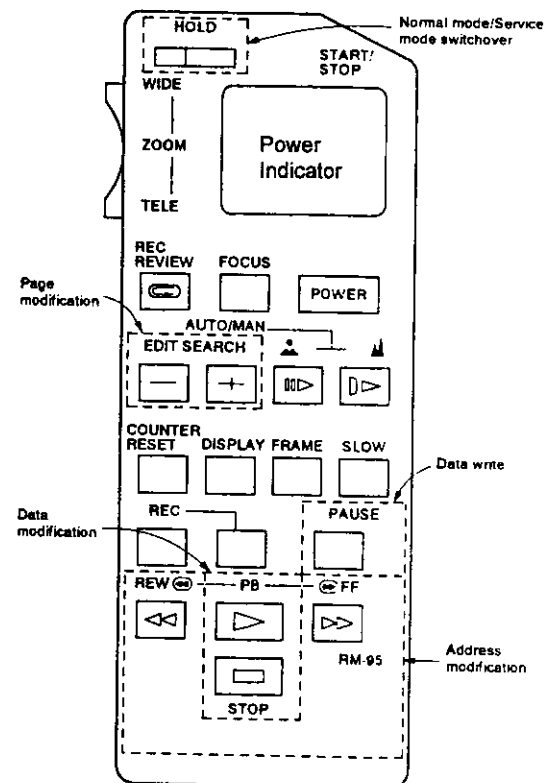 HOLD
Normal mode/Service
mode switchover
START/
STOP
WIDE
ZOOM
TELE
Power
Indicator
REC
REVIEW
FOCUS
POWER
Page
modification
AUTO/MAN
EDIT SEARCH
COUNTER
RESET
DISPLAY
FRAME
SLOW
Data write
Data
modification
REC
PAUSE
REW
PB
FF
RM-95
Address
modification
STOP